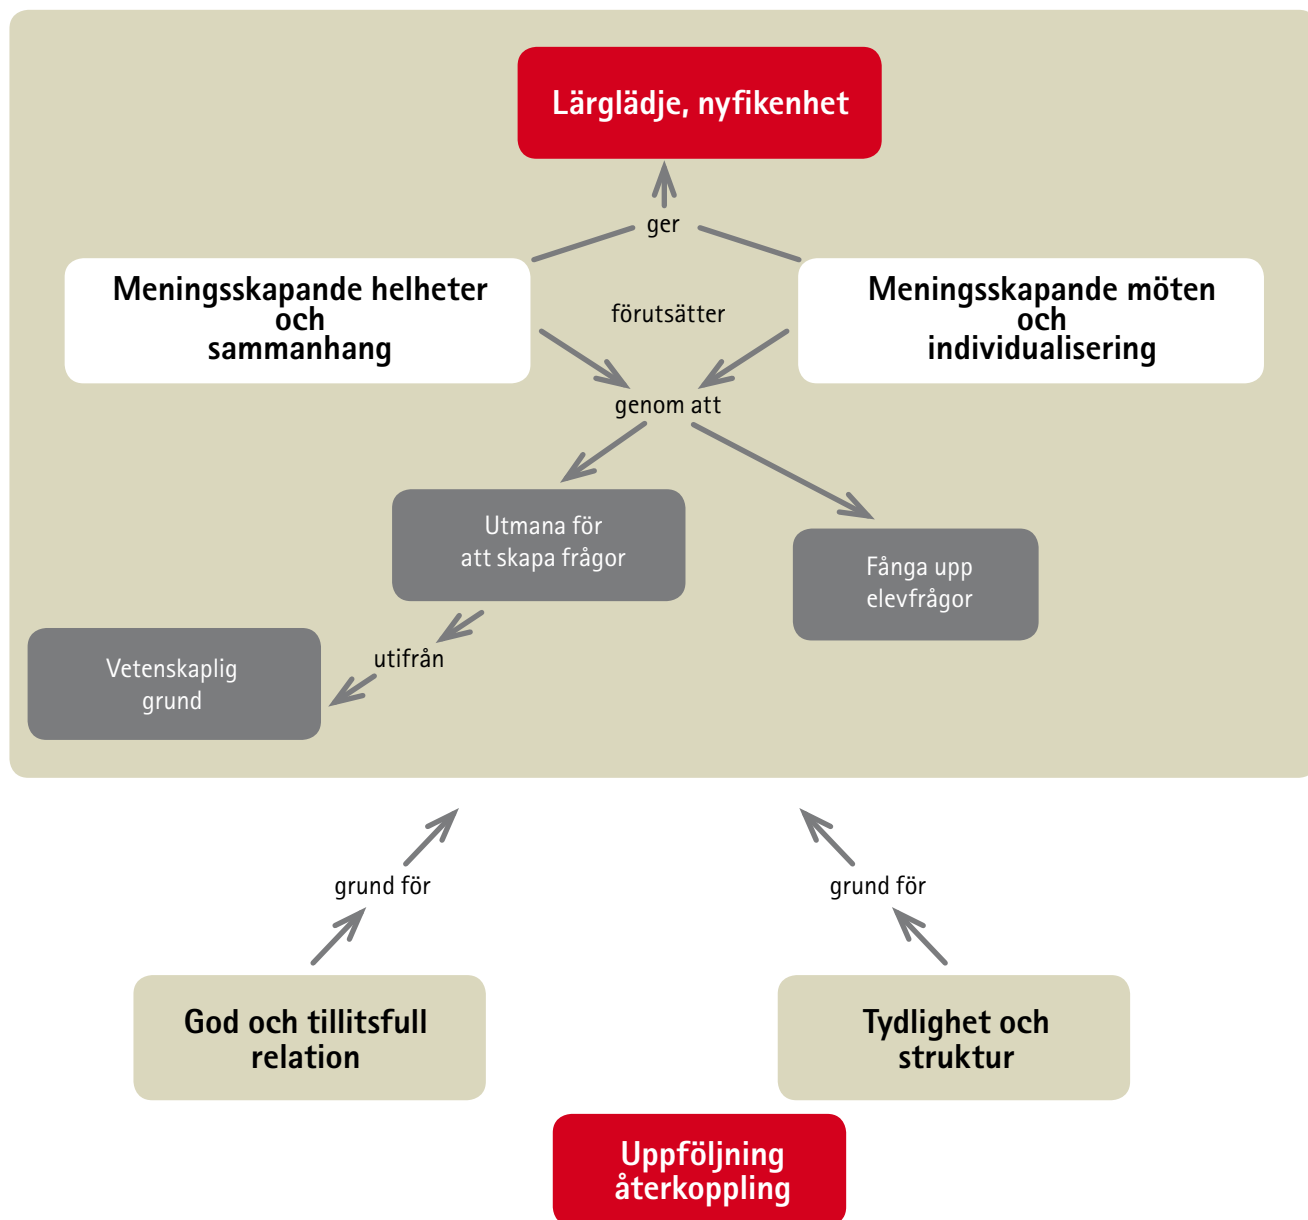 Lärglädje, nyfikenhet
ger
Meningsskapande helheter
och
sammanhang
förutsätter
Meningsskapande möten
och
individualisering
genom att
Utmana för
att skapa frågor
Fånga upp
elevfrågor
utifrån
Vetenskaplig
grund
grund för
grund för
God och tillitsfull
relation
Tydlighet och
struktur
Uppföljning
återkoppling